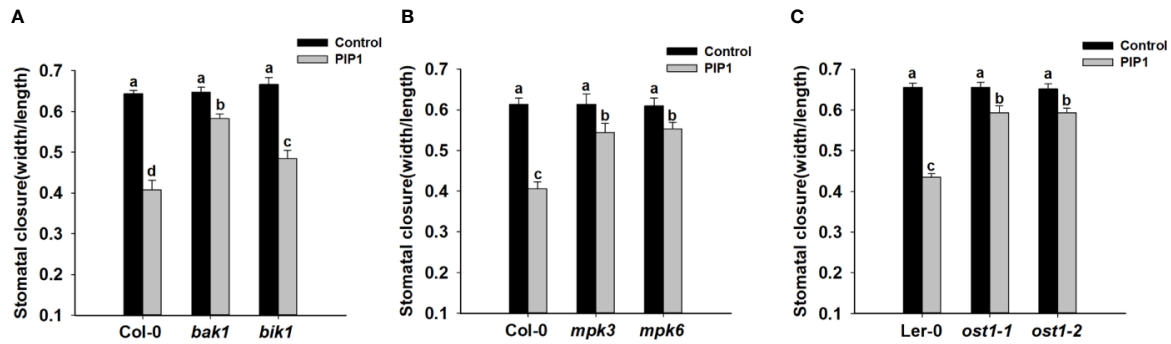 A
Control
PIP1
Stomatal closure(width/length)
0.7
0.6
0.5
0.4
0.3
0.2
0.1
a
d
a
b
a
c
Col-0 bak1 bik1
B
Control
PIP1
Stomatal closure(width/length)
0.7
0.6
0.5
0.4
0.3
0.2
0.1
a
c
a
b
a
b
Col-0 mpk3 mpk6
C
Control
PIP1
Stomatal closure(width/length)
0.7
0.6
0.5
0.4
0.3
0.2
0.1
a
c
a
b
a
b
Ler-0 ost1-1 ost1-2